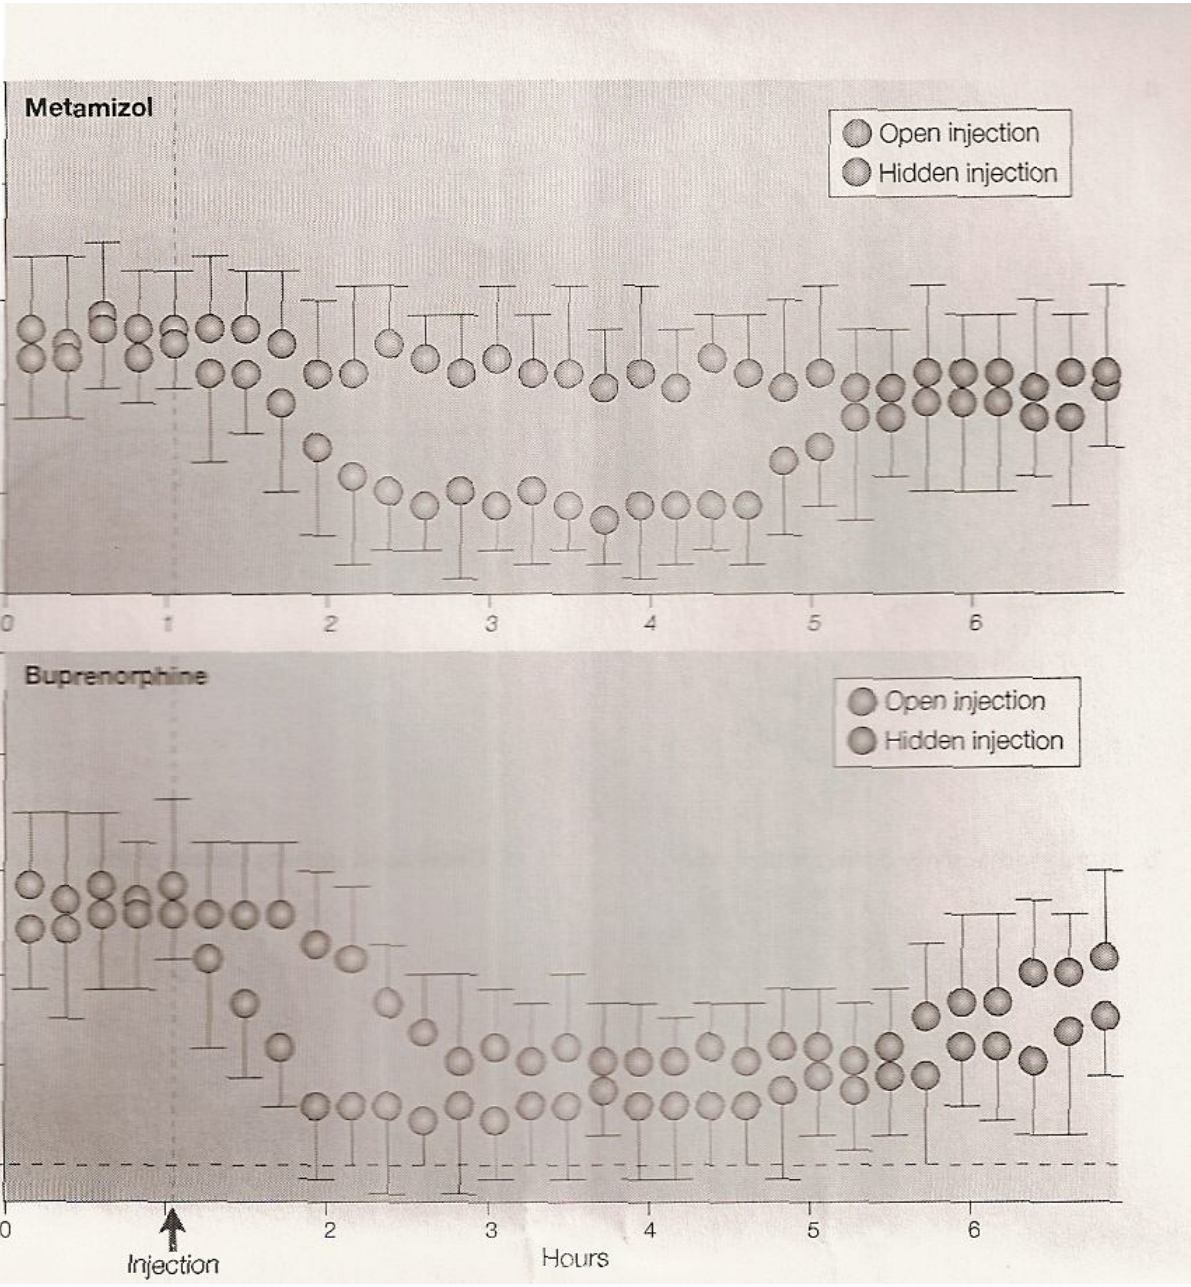 Metamizol
Open injection
Hidden injection
0 1 2 3 4 5 6
Buprenorphine
Open injection
Hidden injection
0 2 3 4 5 6
Injection
Hours